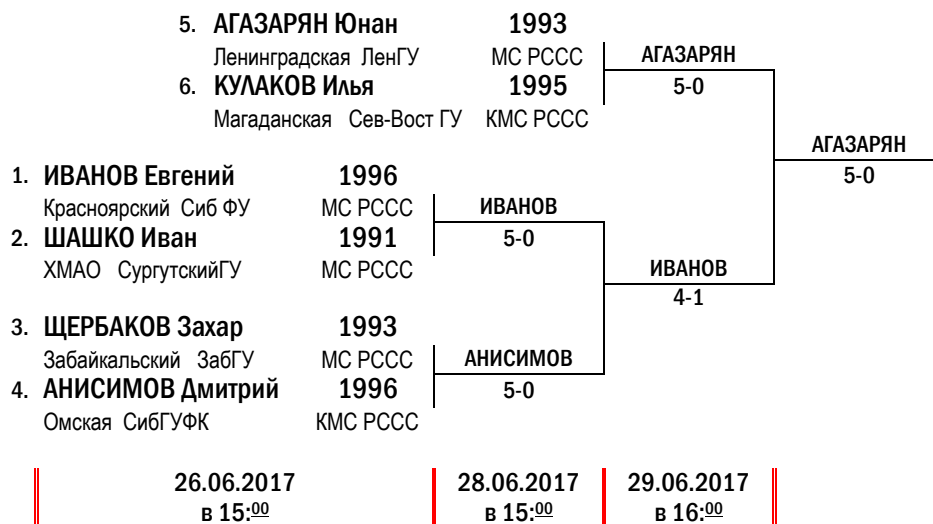 5. АГАЗАРЯН Юнан 1993
Ленинградская ЛенГУ МС РССС
АГАЗАРЯН
6. КУЛАКОВ Илья 1995
5-0
Магаданская Сев-Вост ГУ КМС РССС
АГАЗАРЯН
5-0
1. ИВАНОВ Евгений 1996
Красноярский Сиб ФУ МС РССС
ИВАНОВ
2. ШАШКО Иван 1991
5-0
ХМАО СургутскийГУ МС РССС
ИВАНОВ
4-1
3. ЩЕРБАКОВ Захар 1993
Забайкальский ЗабГУ МС РССС
АНИСИМОВ
4. АНИСИМОВ Дмитрий 1996
5-0
Омская СибГУФК КМС РССС
26.06.2017 28.06.2017 29.06.2017
в 15:00 в 15:00 в 16:00